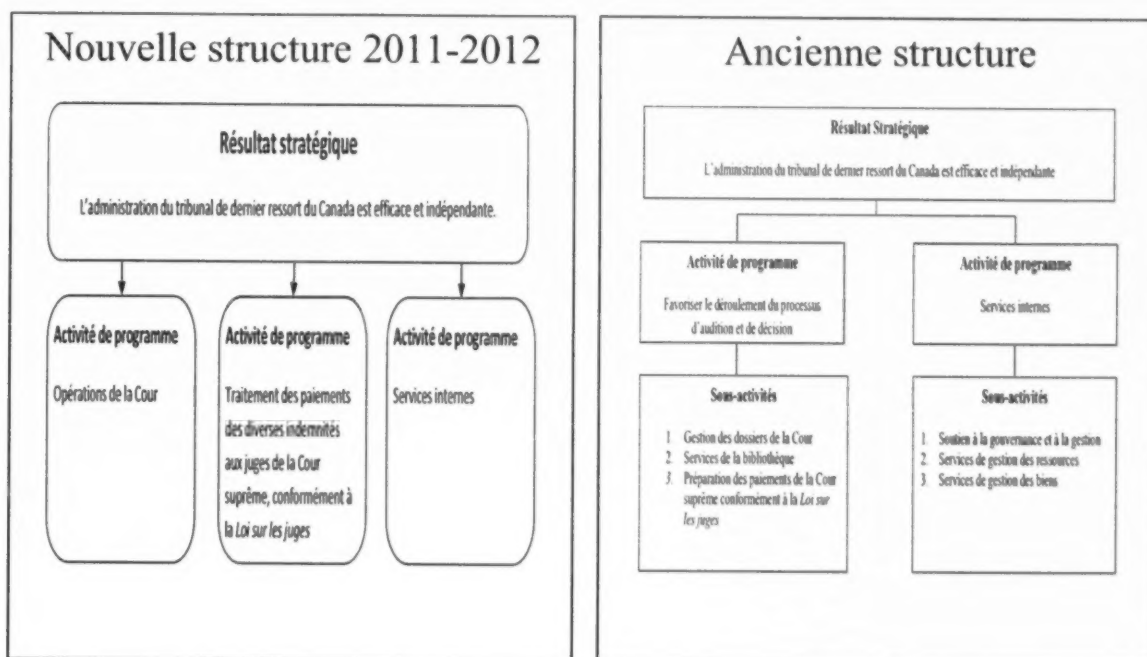 Nouvelle structure 2011-2012
Résultat stratégique
L'administration du tribunal de dernier ressort du Canada est efficace et indépendante.
Activité de programme
Opérations de la Cour
Activité de programme
Traitement des paiements
des diverses indemnités
aux juges de la Cour
suprême, conformément à
la Loi sur les juges
Activité de programme
Services internes
Ancienne structure
Résultat Stratégique
L'administration du tribunal de dernier ressort du Canada est efficace et indépendante
Activité de programme
Favoriser le déroulement du processus
d'audition et de décision
Activité de programme
Services internes
Sous-activités
1. Gestion des dossiers de la Cour
2. Services de la bibliothèque
3. Préparation des paiements de la Cour
suprême conformément à la Loi sur
les juges
Sous-activités
1. Soutien à la gouvernance et à la gestion
2. Services de gestion des ressources
3. Services de gestion des biens